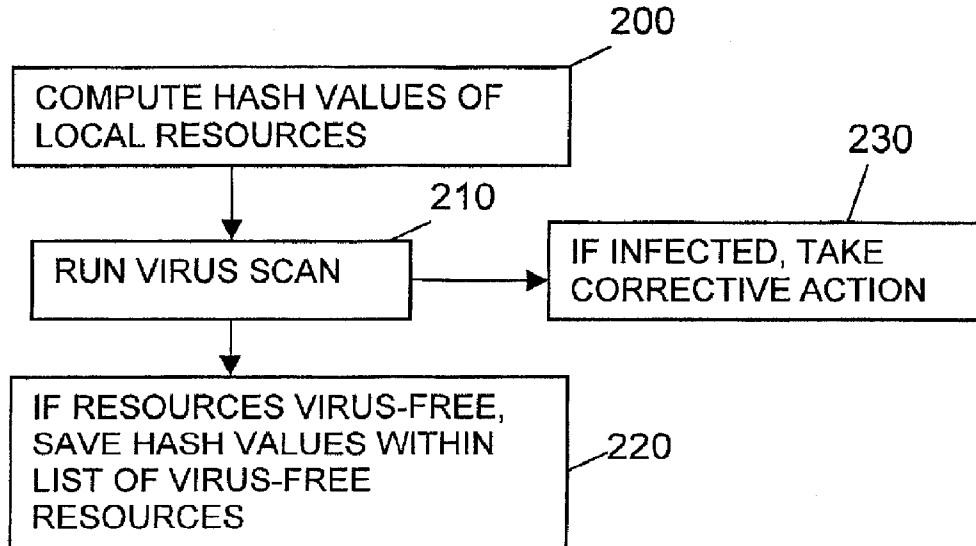 200
COMPUTE HASH VALUES OF
LOCAL RESOURCES
230
210
RUN VIRUS SCAN
IF INFECTED, TAKE
CORRECTIVE ACTION
IF RESOURCES VIRUS-FREE,
SAVE HASH VALUES WITHIN
LIST OF VIRUS-FREE
RESOURCES
220